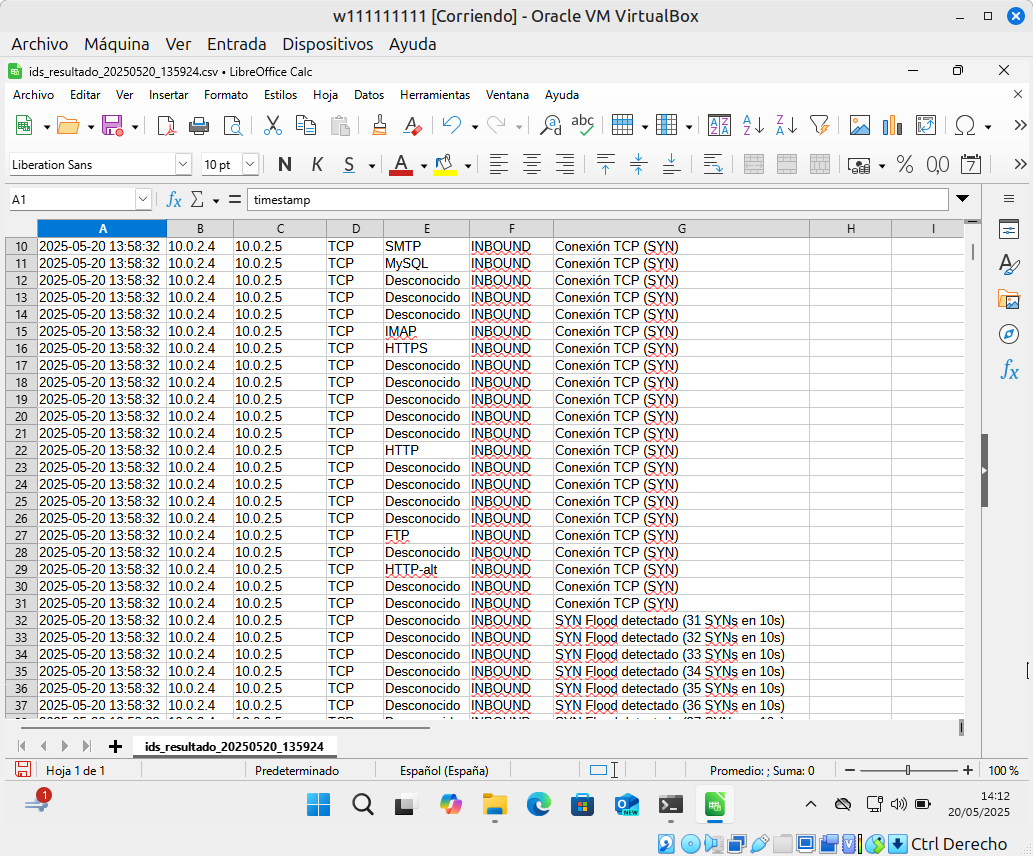 w111111111 [Corriendo] - Oracle VM VirtualBox
Archivo Máquina Ver Entrada Dispositivos Ayuda
ids_resultado_20250520_135924.csv • LibreOffice Calc
Archivo Editar Ver Insertar Formato Estilos Hoja Datos Herramientas Ventana Ayuda
Liberation Sans 10 pt N K S A % 0,0 7
A1 fx Σ = timestamp
A B C D E F G H I
10 2025-05-20 13:58:32 10.0.2.4 10.0.2.5 TCP SMTP INBOUND Conexión TCP (SYN)
11 2025-05-20 13:58:32 10.0.2.4 10.0.2.5 TCP MySQL INBOUND Conexión TCP (SYN)
12 2025-05-20 13:58:32 10.0.2.4 10.0.2.5 TCP Desconocido INBOUND Conexión TCP (SYN)
13 2025-05-20 13:58:32 10.0.2.4 10.0.2.5 TCP Desconocido INBOUND Conexión TCP (SYN)
14 2025-05-20 13:58:32 10.0.2.4 10.0.2.5 TCP Desconocido INBOUND Conexión TCP (SYN)
15 2025-05-20 13:58:32 10.0.2.4 10.0.2.5 TCP IMAP INBOUND Conexión TCP (SYN)
16 2025-05-20 13:58:32 10.0.2.4 10.0.2.5 TCP HTTPS INBOUND Conexión TCP (SYN)
17 2025-05-20 13:58:32 10.0.2.4 10.0.2.5 TCP Desconocido INBOUND Conexión TCP (SYN)
18 2025-05-20 13:58:32 10.0.2.4 10.0.2.5 TCP Desconocido INBOUND Conexión TCP (SYN)
19 2025-05-20 13:58:32 10.0.2.4 10.0.2.5 TCP Desconocido INBOUND Conexión TCP (SYN)
20 2025-05-20 13:58:32 10.0.2.4 10.0.2.5 TCP Desconocido INBOUND Conexión TCP (SYN)
21 2025-05-20 13:58:32 10.0.2.4 10.0.2.5 TCP Desconocido INBOUND Conexión TCP (SYN)
22 2025-05-20 13:58:32 10.0.2.4 10.0.2.5 TCP HTTP INBOUND Conexión TCP (SYN)
23 2025-05-20 13:58:32 10.0.2.4 10.0.2.5 TCP Desconocido INBOUND Conexión TCP (SYN)
24 2025-05-20 13:58:32 10.0.2.4 10.0.2.5 TCP Desconocido INBOUND Conexión TCP (SYN)
25 2025-05-20 13:58:32 10.0.2.4 10.0.2.5 TCP Desconocido INBOUND Conexión TCP (SYN)
26 2025-05-20 13:58:32 10.0.2.4 10.0.2.5 TCP Desconocido INBOUND Conexión TCP (SYN)
27 2025-05-20 13:58:32 10.0.2.4 10.0.2.5 TCP FTP INBOUND Conexión TCP (SYN)
28 2025-05-20 13:58:32 10.0.2.4 10.0.2.5 TCP Desconocido INBOUND Conexión TCP (SYN)
29 2025-05-20 13:58:32 10.0.2.4 10.0.2.5 TCP HTTP-alt INBOUND Conexión TCP (SYN)
30 2025-05-20 13:58:32 10.0.2.4 10.0.2.5 TCP Desconocido INBOUND Conexión TCP (SYN)
31 2025-05-20 13:58:32 10.0.2.4 10.0.2.5 TCP Desconocido INBOUND Conexión TCP (SYN)
32 2025-05-20 13:58:32 10.0.2.4 10.0.2.5 TCP Desconocido INBOUND SYN Flood detectado (31 SYNs en 10s)
33 2025-05-20 13:58:32 10.0.2.4 10.0.2.5 TCP Desconocido INBOUND SYN Flood detectado (32 SYNs en 10s)
34 2025-05-20 13:58:32 10.0.2.4 10.0.2.5 TCP Desconocido INBOUND SYN Flood detectado (33 SYNs en 10s)
35 2025-05-20 13:58:32 10.0.2.4 10.0.2.5 TCP Desconocido INBOUND SYN Flood detectado (34 SYNs en 10s)
36 2025-05-20 13:58:32 10.0.2.4 10.0.2.5 TCP Desconocido INBOUND SYN Flood detectado (35 SYNs en 10s)
37 2025-05-20 13:58:32 10.0.2.4 10.0.2.5 TCP Desconocido INBOUND SYN Flood detectado (36 SYNs en 10s)
ids_resultado_20250520_135924
Hoja 1 de 1 Predeterminado Español (España) Promedio: ; Suma: 0 100 %
1 14:12
20/05/2025
Ctrl Derecho